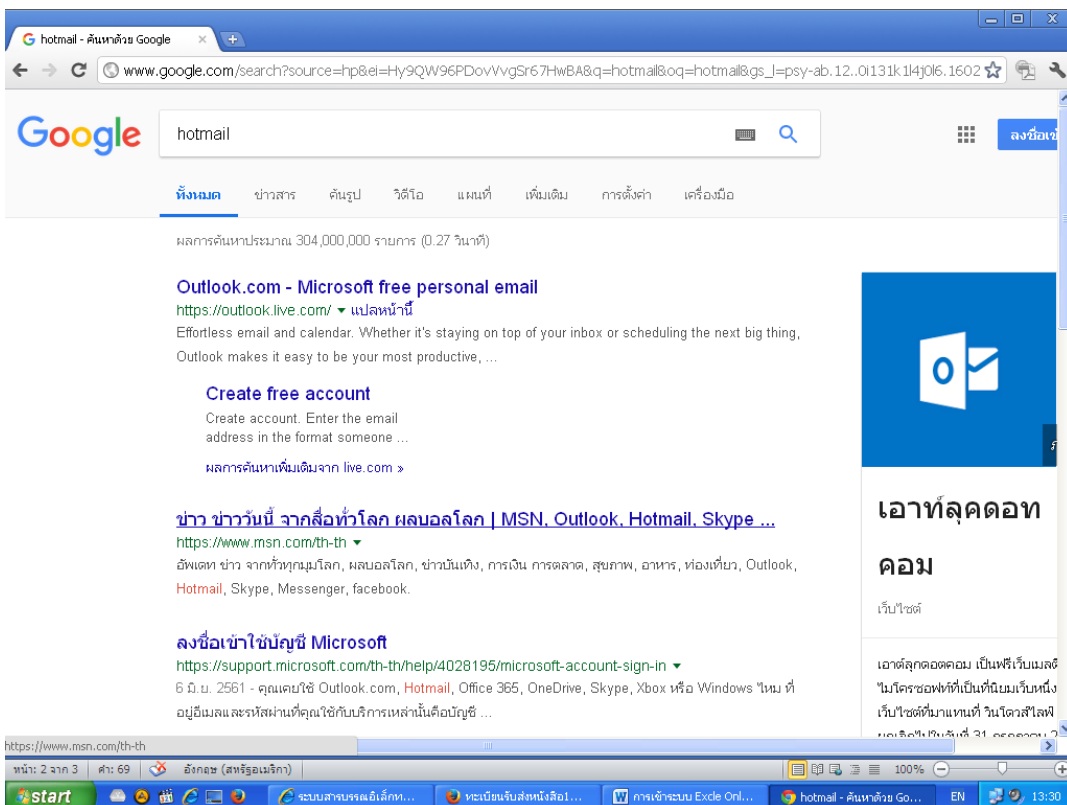 hotmail - ค้นหาด้วย Google
www.google.com/search?source=hp&ei=Hy9QW96PDovVvgSr67HwBA&q=hotmail&oq=hotmail&gs_l=psy-ab.12..0i131k1l4j0l6.1602
Google
hotmail
ลงชื่อเข้
ทั้งหมด ข่าวสาร ค้นรูป วิดีโอ แผนที่ เพิ่มเติม การตั้งค่า เครื่องมือ
ผลการค้นหาประมาณ 304,000,000 รายการ (0.27 วินาที)
Outlook.com - Microsoft free personal email
https://outlook.live.com/ แปลหน้านี้
Effortless email and calendar. Whether it's staying on top of your inbox or scheduling the next big thing,
Outlook makes it easy to be your most productive, ...
Create free account
Create account. Enter the email
address in the format someone ...
ผลการค้นหาเพิ่มเติมจาก live.com »
ข่าว ข่าววันนี้ จากสื่อทั่วโลก ผลบอลโลก | MSN, Outlook, Hotmail, Skype ...
https://www.msn.com/th-th
อัพเดท ข่าว จากทั่วทุกมุมโลก, ผลบอลโลก, ข่าวบันเทิง, การเงิน การตลาด, สุขภาพ, อาหาร, ท่องเที่ยว, Outlook,
Hotmail, Skype, Messenger, facebook.
ลงชื่อเข้าใช้บัญชี Microsoft
https://support.microsoft.com/th-th/help/4028195/microsoft-account-sign-in
6 มิ.ย. 2561 - คุณเคยใช้ Outlook.com, Hotmail, Office 365, OneDrive, Skype, Xbox หรือ Windows ไหม ที่
อยู่อีเมลและรหัสผ่านที่คุณใช้กับบริการเหล่านั้นคือบัญชี ...
เอาท์ลุคดอท
คอม
เว็บไซต์
เอาต์ลุกดอตคอม เป็นฟรีเว็บเมลดี
ไมโครซอฟท์ที่เป็นที่นิยมเว็บหนึ่ง
เว็บไซต์ที่มาแทนที่ วินโดวส์ไลฟ์
https://www.msn.com/th-th
หน้า: 2 จาก 3 คำ: 69 อังกฤษ (สหรัฐอเมริกา) 100%
start ระบบสารบรรณอิเล็กท... ทะเบียนรับส่งหนังสือ1... การเข้าระบบ Excle Onl... hotmail - ค้นหาด้วย Go... EN 13:30